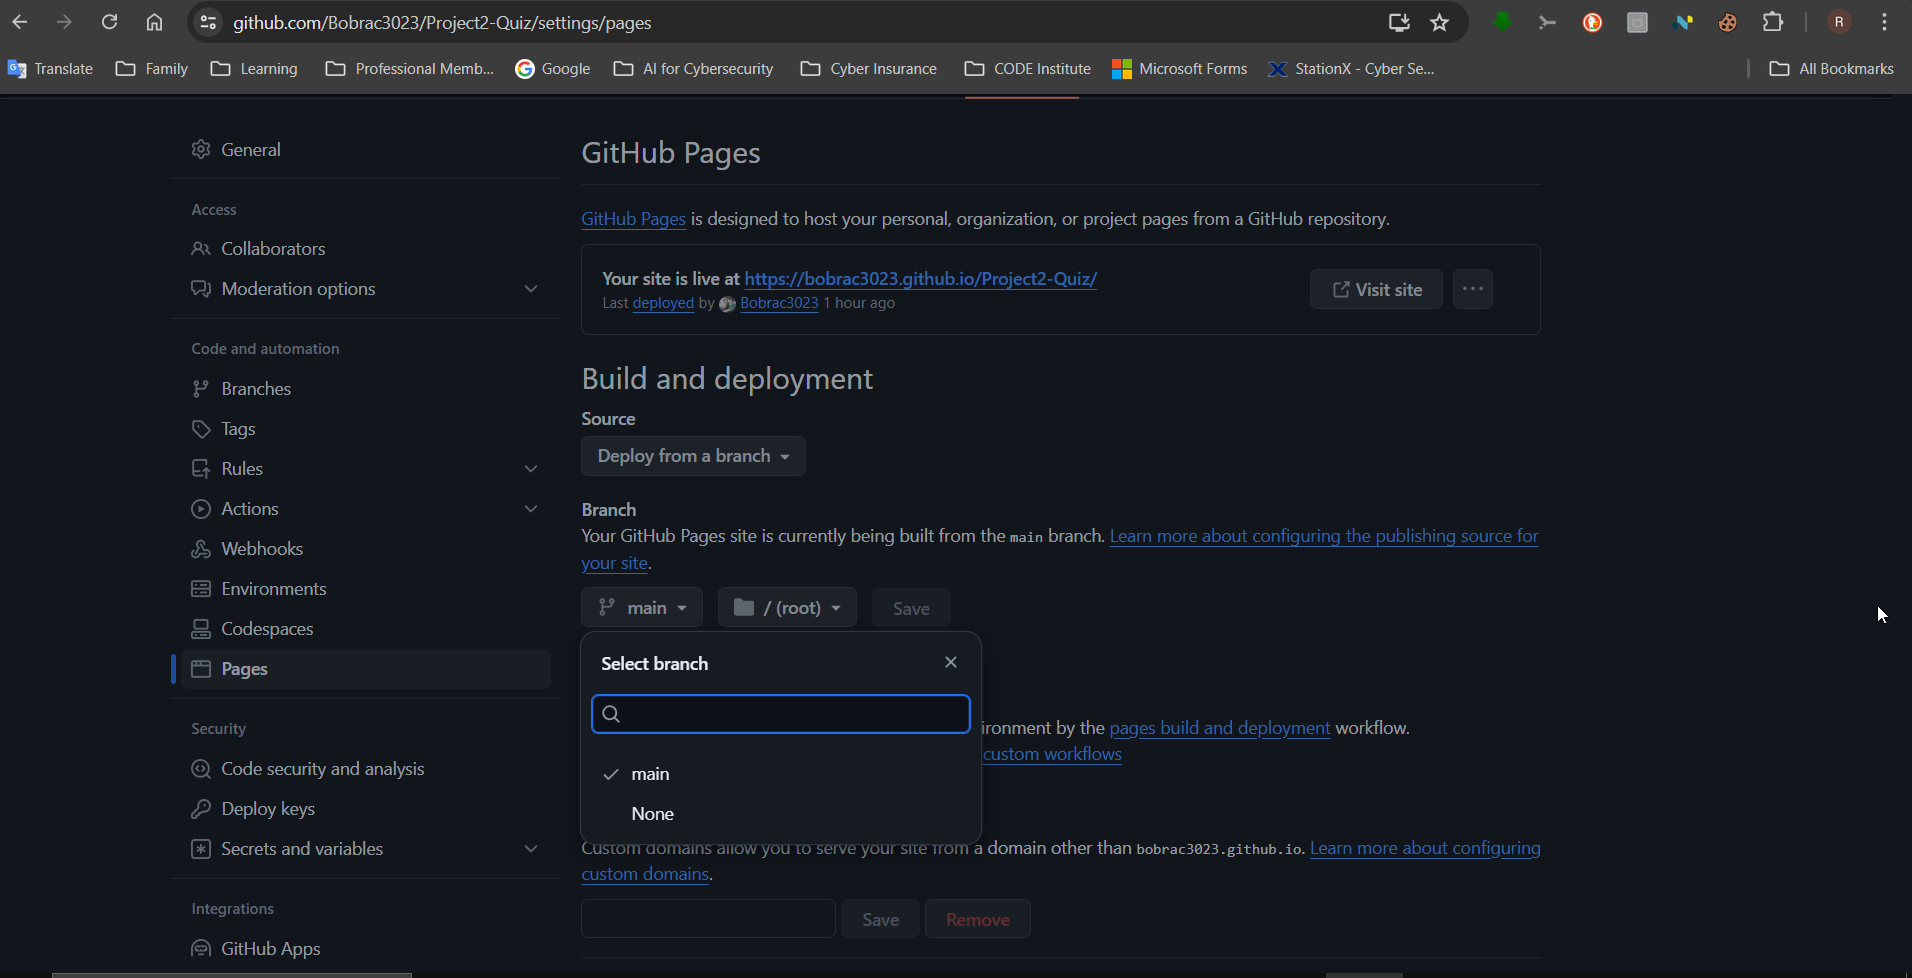 github.com/Bobrac3023/Project2-Quiz/settings/pages
R
Translate Family Learning Professional Memb... Google AI for Cybersecurity Cyber Insurance CODE Institute Microsoft Forms StationX - Cyber Se... All Bookmarks
General
Access
Collaborators
Moderation options
Code and automation
Branches
Tags
Rules
Actions
Webhooks
Environments
Codespaces
Pages
Security
Code security and analysis
Deploy keys
Secrets and variables
Integrations
GitHub Apps
GitHub Pages
GitHub Pages is designed to host your personal, organization, or project pages from a GitHub repository.
Your site is live at https://bobrac3023.github.io/Project2-Quiz/
Last deployed by Bobrac3023 1 hour ago
Visit site ...
Build and deployment
Source
Deploy from a branch
Branch
Your GitHub Pages site is currently being built from the main branch. Learn more about configuring the publishing source for
your site.
main / (root) Save
Select branch
main
None
ironment by the pages build and deployment workflow.
custom workflows
Custom domains allow you to serve your site from a domain other than bobrac3023.github.io. Learn more about configuring
custom domains.
Save Remove